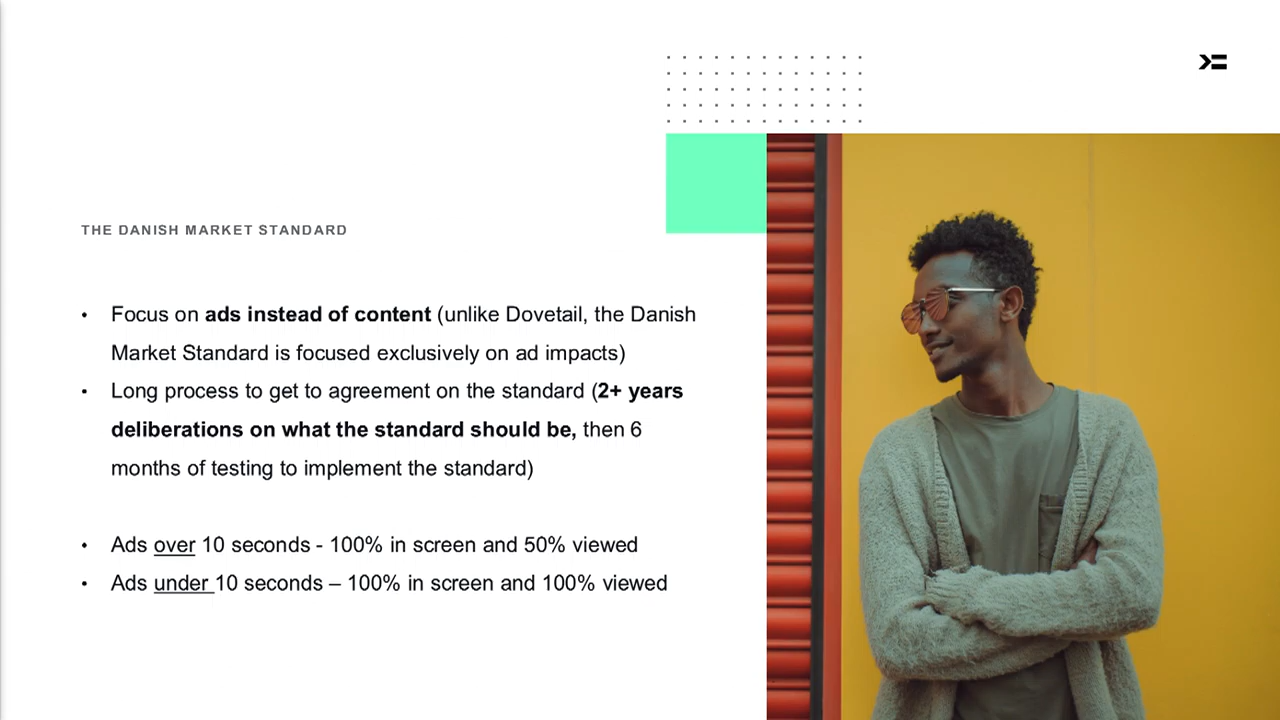 THE DANISH MARKET STANDARD
• Focus on ads instead of content (unlike Dovetail, the Danish
Market Standard is focused exclusively on ad impacts)
• Long process to get to agreement on the standard (2+ years
deliberations on what the standard should be, then 6
months of testing to implement the standard)
• Ads over 10 seconds - 100% in screen and 50% viewed
• Ads under 10 seconds – 100% in screen and 100% viewed